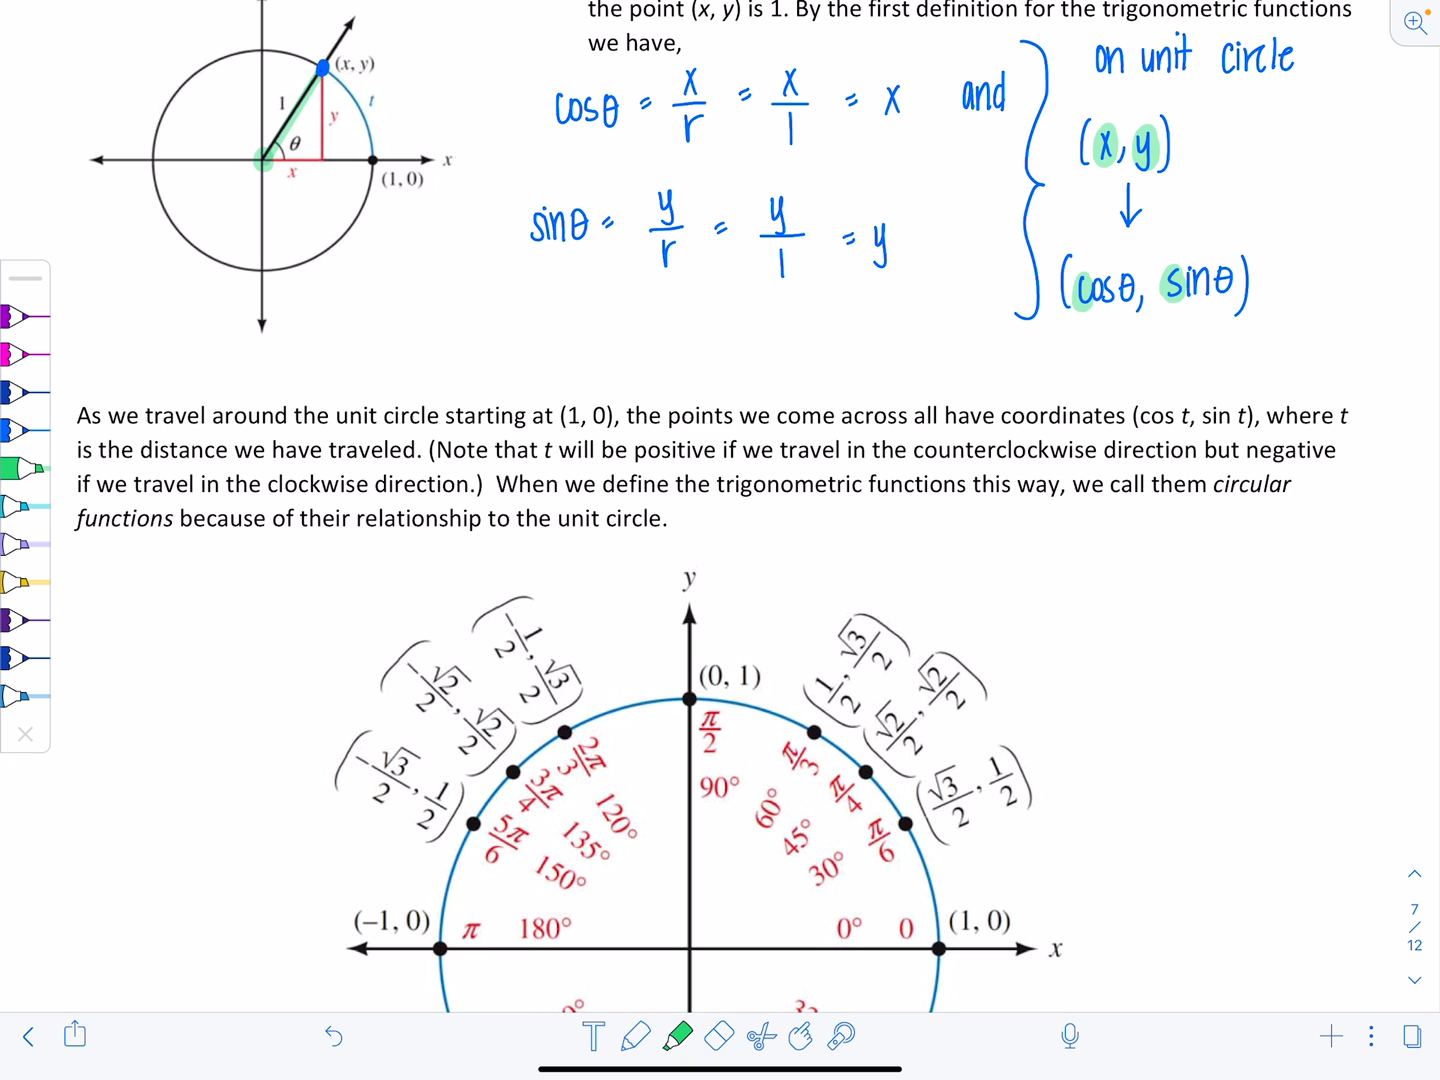 the point (x, y) is 1. By the first definition for the trigonometric functions
we have,
(x, y)
1
t
y
θ
x
x
(1, 0)
cosθ = x/r = x/1 = x and
sinθ = y/r = y/1 = y
on unit circle
(x, y)
↓
(cosθ, sinθ)
As we travel around the unit circle starting at (1, 0), the points we come across all have coordinates (cos t, sin t), where t
is the distance we have traveled. (Note that t will be positive if we travel in the counterclockwise direction but negative
if we travel in the clockwise direction.)  When we define the trigonometric functions this way, we call them circular
functions because of their relationship to the unit circle.
y
(-1/2, √3/2)
(-√2/2, √2/2)
(-√3/2, 1/2)
(0, 1)
(1/2, √3/2)
(√2/2, √2/2)
(√3/2, 1/2)
2π/3 120°
3π/4 135°
5π/6 150°
π/2
90°
60° π/3
45° π/4
30° π/6
(–1, 0) π 180°
0° 0 (1, 0)
x
7
/
12
T